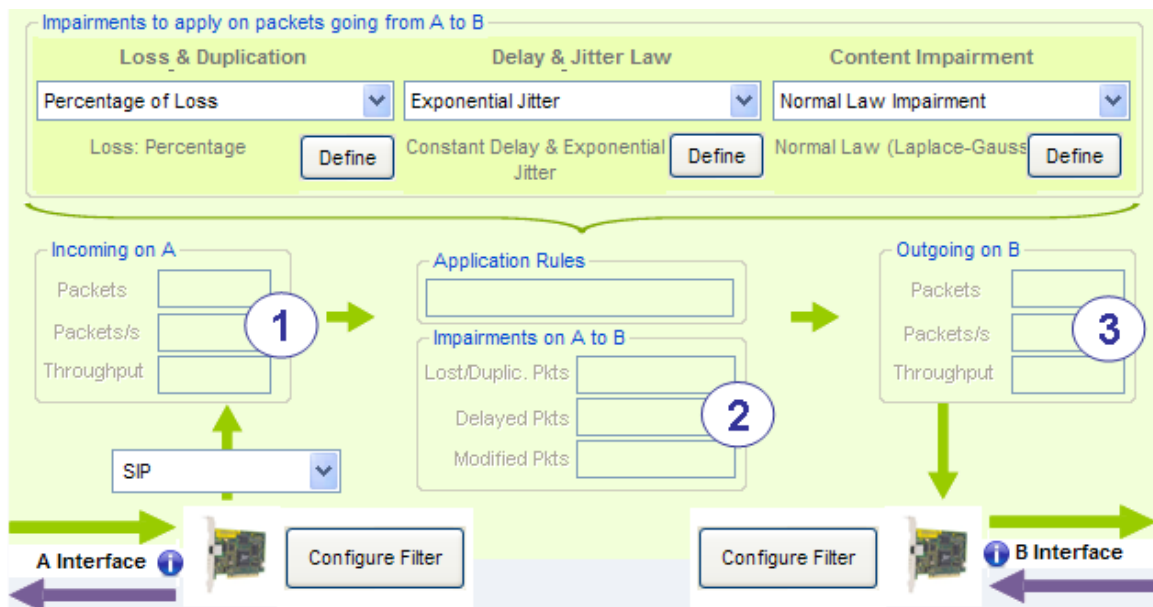 Impairments to apply on packets going from A to B
Loss & Duplication
Delay & Jitter Law
Content Impairment
Percentage of Loss
Exponential Jitter
Normal Law Impairment
Loss: Percentage
Define
Constant Delay & Exponential
Jitter
Define
Normal Law (Laplace-Gauss
Define
Incoming on A
Packets
Packets/s
Throughput
1
Application Rules
Impairments on A to B
Lost/Duplic. Pkts
Delayed Pkts
Modified Pkts
2
Outgoing on B
Packets
Packets/s
Throughput
3
SIP
A Interface
Configure Filter
Configure Filter
B Interface